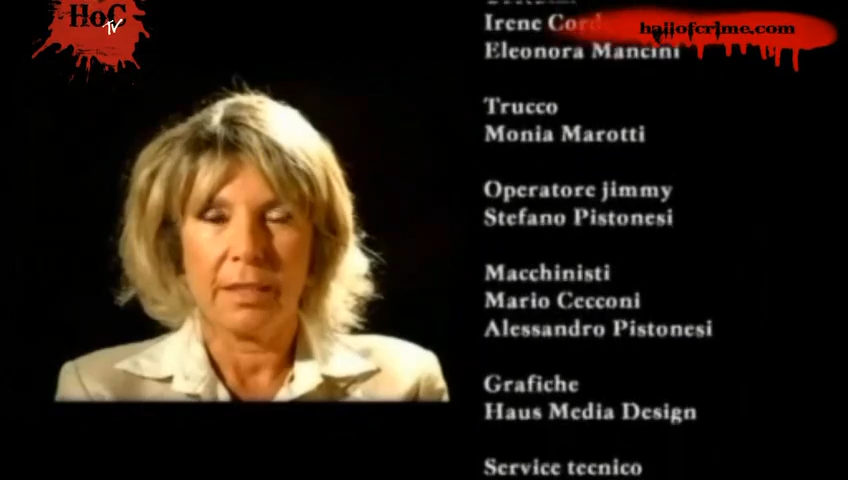 HoC
tv
hallofcrime.com
Irene
Eleonora Mancini
Trucco
Monia Marotti
Operatore jimmy
Stefano Pistonesi
Macchinisti
Mario Cecconi
Alessandro Pistonesi
Grafiche
Haus Media Design
Service tecnico